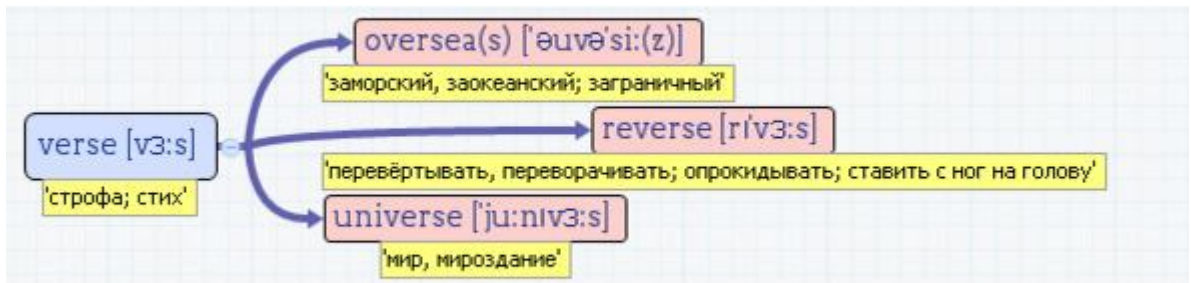 oversea(s) ['əuvə'si:(z)]
'заморский, заокеанский; заграничный'
verse [vɜ:s]
'строфа; стих'
reverse [rɪ'vɜ:s]
'перевёртывать, переворачивать; опрокидывать; ставить с ног на голову'
universe ['ju:nɪvɜ:s]
'мир, мироздание'